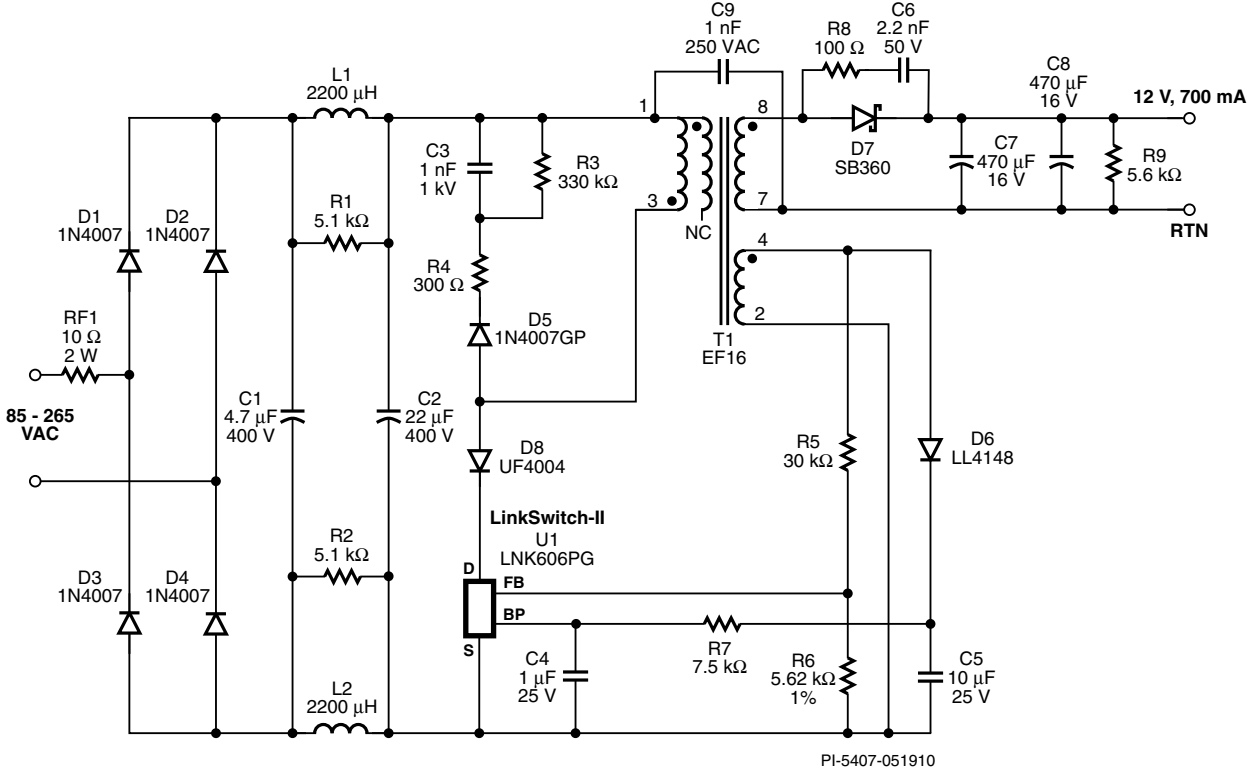 C9
1 nF
250 VAC
R8
100 Ω
C6
2.2 nF
50 V
C8
470 µF
16 V
12 V, 700 mA
L1
2200 µH
1
8
D7
SB360
C7
470 µF
16 V
R9
5.6 kΩ
C3
1 nF
1 kV
R3
330 kΩ
3
7
NC
RTN
D1
1N4007
D2
1N4007
R1
5.1 kΩ
R4
300 Ω
4
2
T1
EF16
D5
1N4007GP
RF1
10 Ω
2 W
85 - 265
VAC
C1
4.7 µF
400 V
C2
22 µF
400 V
D8
UF4004
R5
30 kΩ
D6
LL4148
LinkSwitch-II
U1
LNK606PG
R2
5.1 kΩ
D3
1N4007
D4
1N4007
D
FB
BP
S
R7
7.5 kΩ
C4
1 µF
25 V
R6
5.62 kΩ
1%
C5
10 µF
25 V
L2
2200 µH
PI-5407-051910